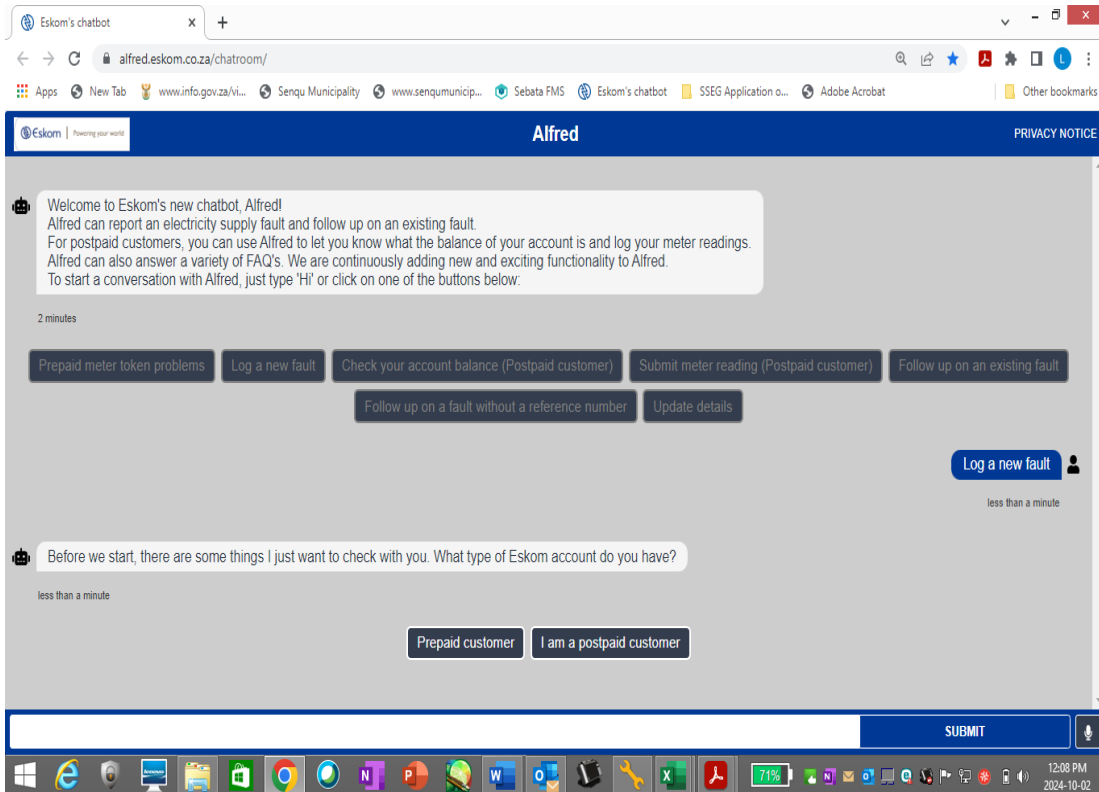 Eskom's chatbot
alfred.eskom.co.za/chatroom/
L
Apps New Tab www.info.gov.za/vi... Senqu Municipality www.senqumunicip... Sebata FMS Eskom's chatbot SSEG Application o... Adobe Acrobat Other bookmarks
Eskom Powering your world Alfred PRIVACY NOTICE
Welcome to Eskom's new chatbot, Alfred!
Alfred can report an electricity supply fault and follow up on an existing fault.
For postpaid customers, you can use Alfred to let you know what the balance of your account is and log your meter readings.
Alfred can also answer a variety of FAQ's. We are continuously adding new and exciting functionality to Alfred.
To start a conversation with Alfred, just type 'Hi' or click on one of the buttons below:
2 minutes
Prepaid meter token problems Log a new fault Check your account balance (Postpaid customer) Submit meter reading (Postpaid customer) Follow up on an existing fault
Follow up on a fault without a reference number Update details
Log a new fault
less than a minute
Before we start, there are some things I just want to check with you. What type of Eskom account do you have?
less than a minute
Prepaid customer I am a postpaid customer
SUBMIT
71% 12:08 PM
2024-10-02